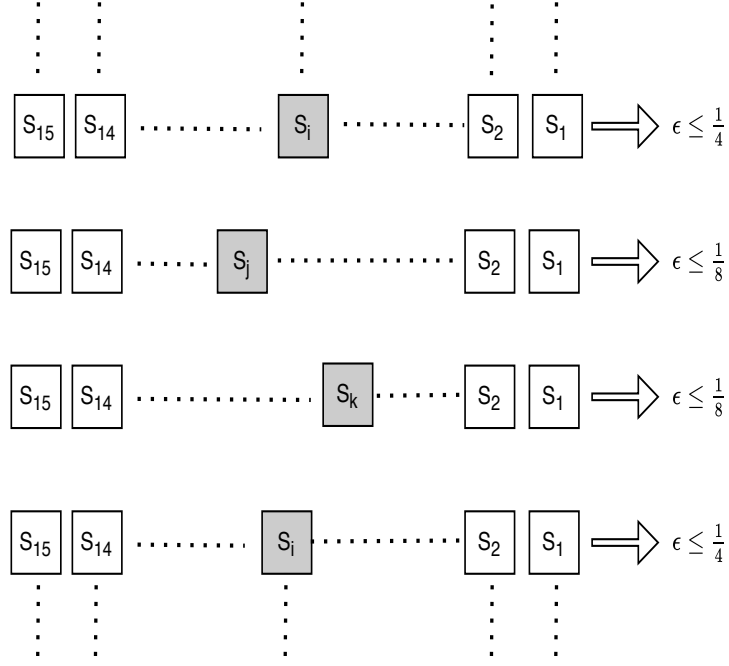 S₁₅ S₁₄ Sᵢ S₂ S₁ ϵ ≤ 1/4
S₁₅ S₁₄ Sⱼ S₂ S₁ ϵ ≤ 1/8
S₁₅ S₁₄ Sₖ S₂ S₁ ϵ ≤ 1/8
S₁₅ S₁₄ Sᵢ S₂ S₁ ϵ ≤ 1/4